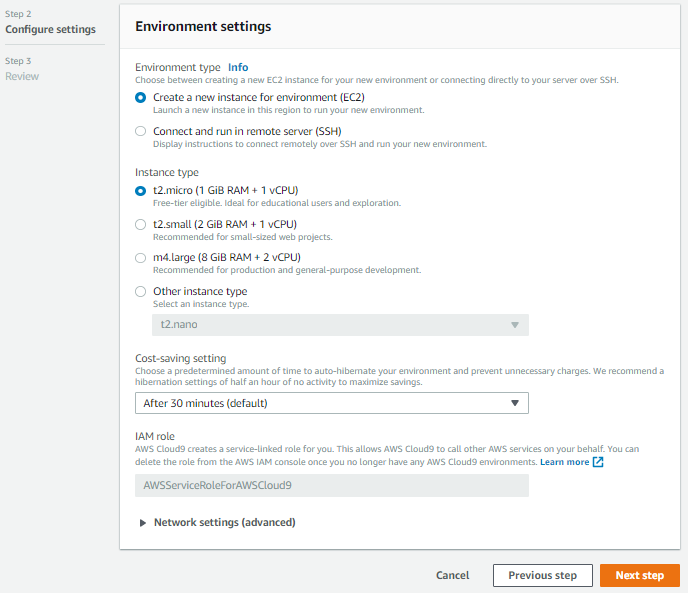 Step 2
Configure settings
Step 3
Review
Environment settings
Environment type Info
Choose between creating a new EC2 instance for your new environment or connecting directly to your server over SSH.
Create a new instance for environment (EC2)
Launch a new instance in this region to run your new environment.
Connect and run in remote server (SSH)
Display instructions to connect remotely over SSH and run your new environment.
Instance type
t2.micro (1 GiB RAM + 1 vCPU)
Free-tier eligible. Ideal for educational users and exploration.
t2.small (2 GiB RAM + 1 vCPU)
Recommended for small-sized web projects.
m4.large (8 GiB RAM + 2 vCPU)
Recommended for production and general-purpose development.
Other instance type
Select an instance type.
t2.nano
Cost-saving setting
Choose a predetermined amount of time to auto-hibernate your environment and prevent unnecessary charges. We recommend a
hibernation settings of half an hour of no activity to maximize savings.
After 30 minutes (default)
IAM role
AWS Cloud9 creates a service-linked role for you. This allows AWS Cloud9 to call other AWS services on your behalf. You can
delete the role from the AWS IAM console once you no longer have any AWS Cloud9 environments. Learn more
AWSServiceRoleForAWSCloud9
Network settings (advanced)
Cancel
Previous step
Next step